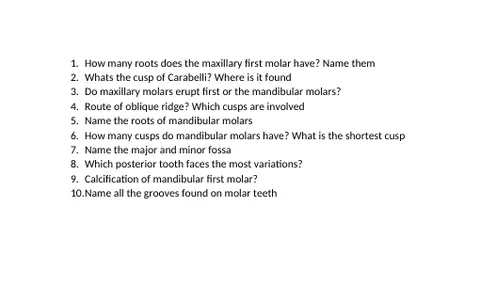 1. How many roots does the maxillary first molar have? Name them
2. Whats the cusp of Carabelli? Where is it found
3. Do maxillary molars erupt first or the mandibular molars?
4. Route of oblique ridge? Which cusps are involved
5. Name the roots of mandibular molars
6. How many cusps do mandibular molars have? What is the shortest cusp
7. Name the major and minor fossa
8. Which posterior tooth faces the most variations?
9. Calcification of mandibular first molar?
10.Name all the grooves found on molar teeth